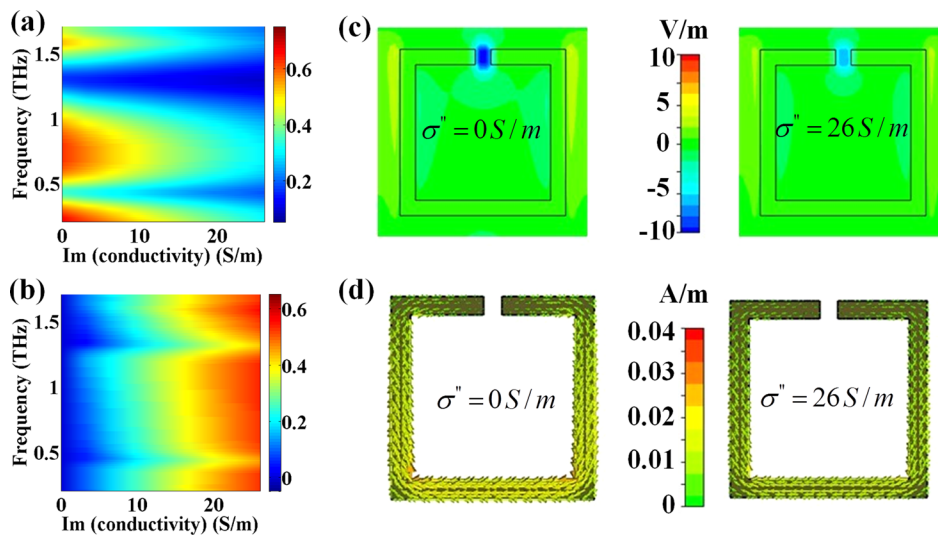 (a)
Frequency (THz)
1.5
1
0.5
0
10
20
Im (conductivity) (S/m)
0.6
0.4
0.2
(c)
σ" = 0 S / m
V/m
10
5
0
-5
-10
σ" = 26 S / m
(b)
Frequency (THz)
1.5
1
0.5
0
10
20
Im (conductivity) (S/m)
0.6
0.4
0.2
0
(d)
σ" = 0 S / m
A/m
0.04
0.03
0.02
0.01
0
σ" = 26 S / m